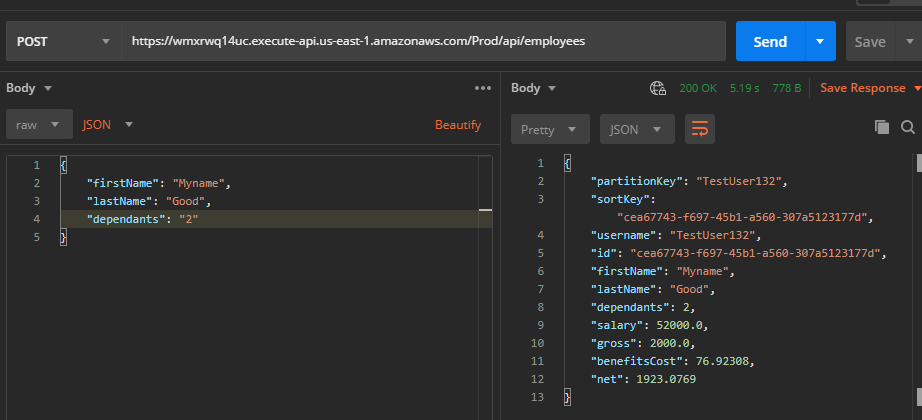 POST https://wmxrwq14uc.execute-api.us-east-1.amazonaws.com/Prod/api/employees Send Save
Body
raw JSON Beautify
1 {
2 "firstName": "Myname",
3 "lastName": "Good",
4 "dependants": "2"
5 }
Body 200 OK 5.19 s 778 B Save Response
Pretty JSON
1 {
2 "partitionKey": "TestUser132",
3 "sortKey":
"cea67743-f697-45b1-a560-307a5123177d",
4 "username": "TestUser132",
5 "id": "cea67743-f697-45b1-a560-307a5123177d",
6 "firstName": "Myname",
7 "lastName": "Good",
8 "dependants": 2,
9 "salary": 52000.0,
10 "gross": 2000.0,
11 "benefitsCost": 76.92308,
12 "net": 1923.0769
13 }